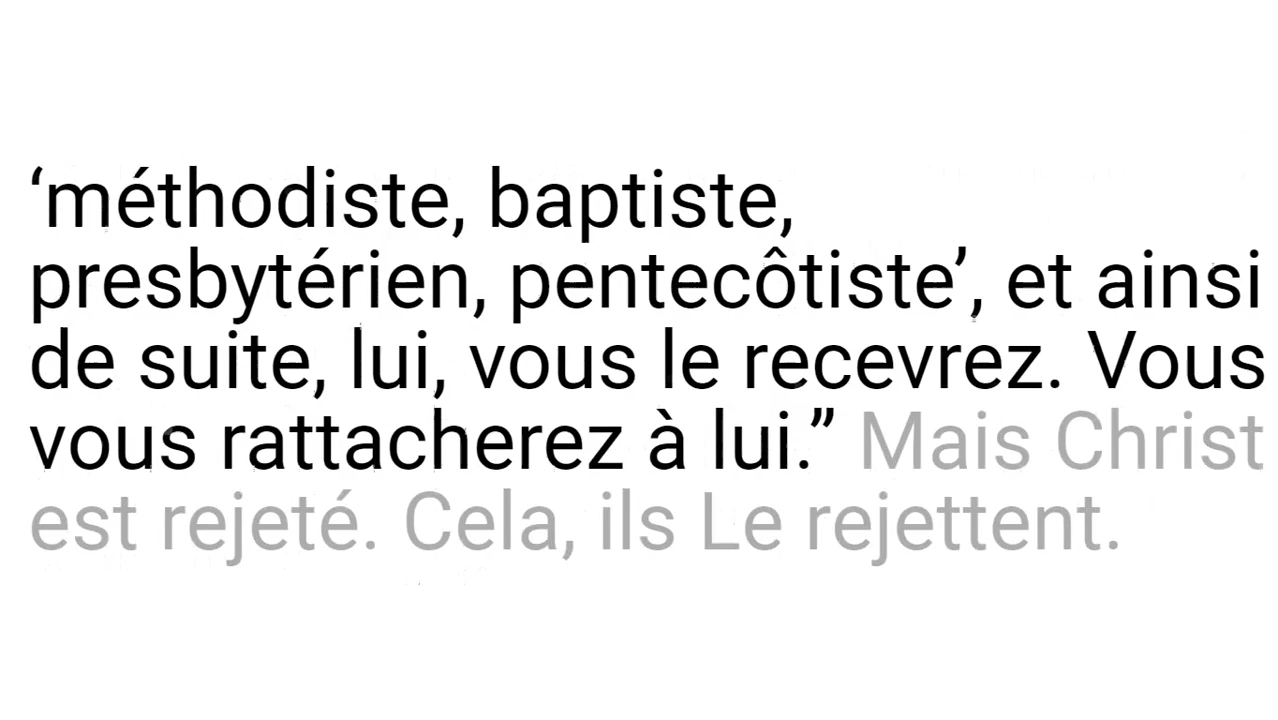 ‘méthodiste, baptiste,
presbytérien, pentecôtiste’, et ainsi
de suite, lui, vous le recevrez. Vous
vous rattacherez à lui.” Mais Christ
est rejeté. Cela, ils Le rejettent.